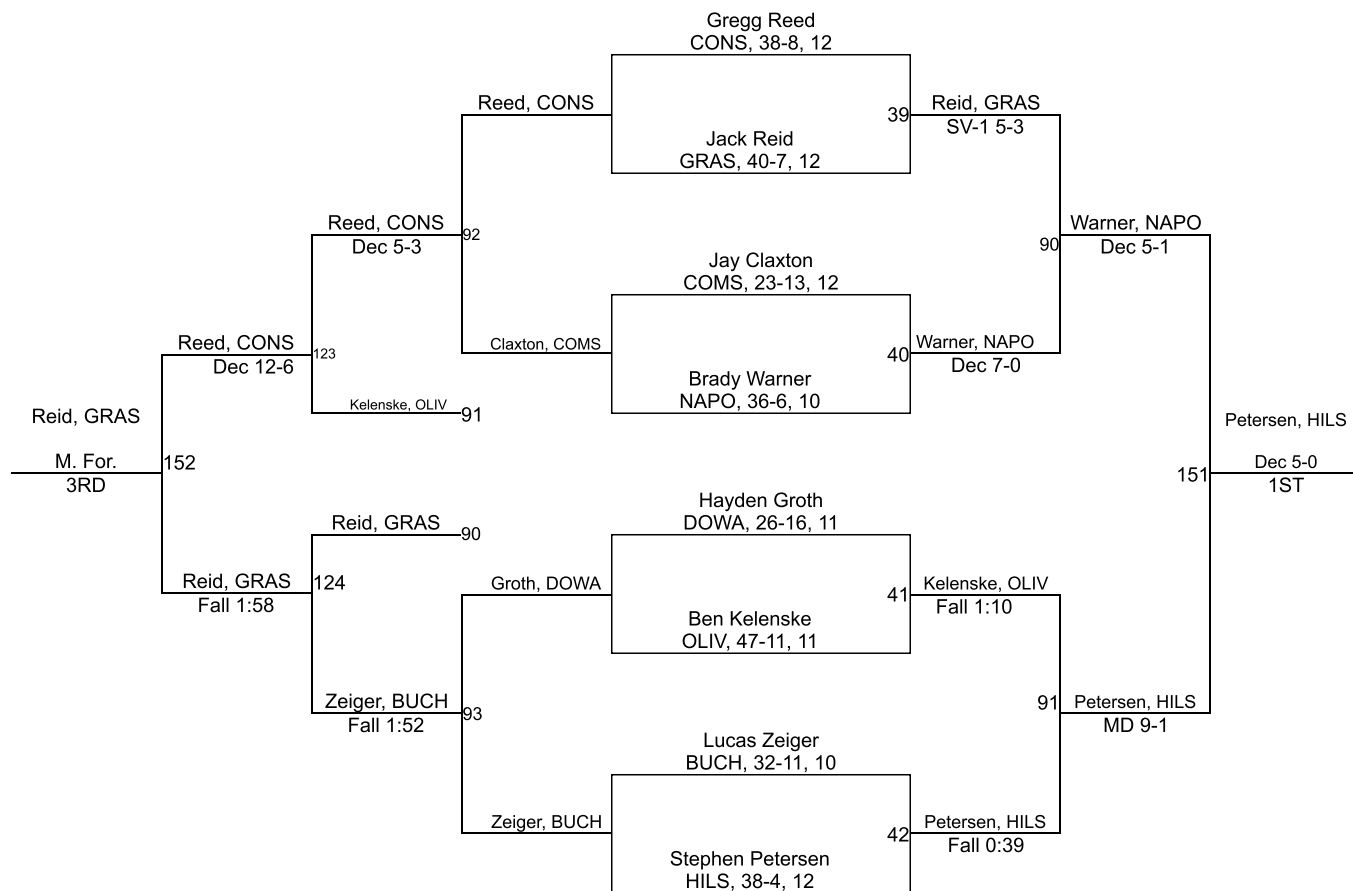 Gregg Reed
CONS, 38-8, 12
Reed, CONS
39
Reid, GRAS
SV-1 5-3
Jack Reid
GRAS, 40-7, 12
Reed, CONS
Dec 5-3
92
Warner, NAPO
Dec 5-1
90
Jay Claxton
COMS, 23-13, 12
Reed, CONS
Dec 12-6
123
Claxton, COMS
40
Warner, NAPO
Dec 7-0
Brady Warner
NAPO, 36-6, 10
Kelenske, OLIV
91
Reid, GRAS
M. For.
3RD
152
Petersen, HILS
Dec 5-0
1ST
151
Hayden Groth
DOWA, 26-16, 11
Reid, GRAS
90
Reid, GRAS
Fall 1:58
124
Groth, DOWA
41
Kelenske, OLIV
Fall 1:10
Ben Kelenske
OLIV, 47-11, 11
Zeiger, BUCH
Fall 1:52
93
91
Petersen, HILS
MD 9-1
Lucas Zeiger
BUCH, 32-11, 10
Zeiger, BUCH
42
Petersen, HILS
Fall 0:39
Stephen Petersen
HILS, 38-4, 12